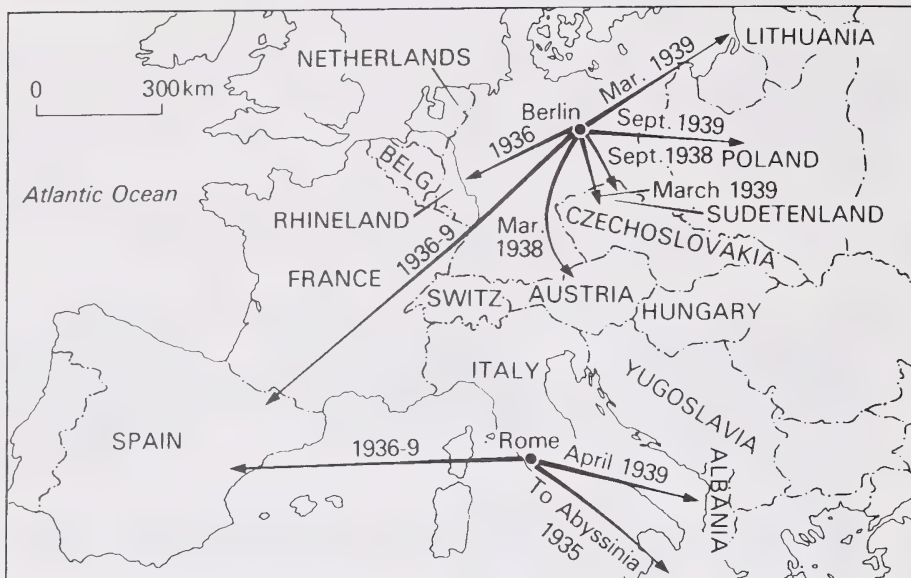 LITHUANIA
NETHERLANDS
Mar. 1939
0 300km
Berlin
Sept. 1939
1936
Sept. 1938
POLAND
BELG
Atlantic Ocean
March 1939
RHINELAND
SUDETENLAND
Mar.
1938
CZECHOSLOVAKIA
1936-9
FRANCE
SWITZ
AUSTRIA
HUNGARY
ITALY
YUGOSLAVIA
SPAIN
1936-9
Rome
April 1939
ALBANIA
To Abyssinia
1935